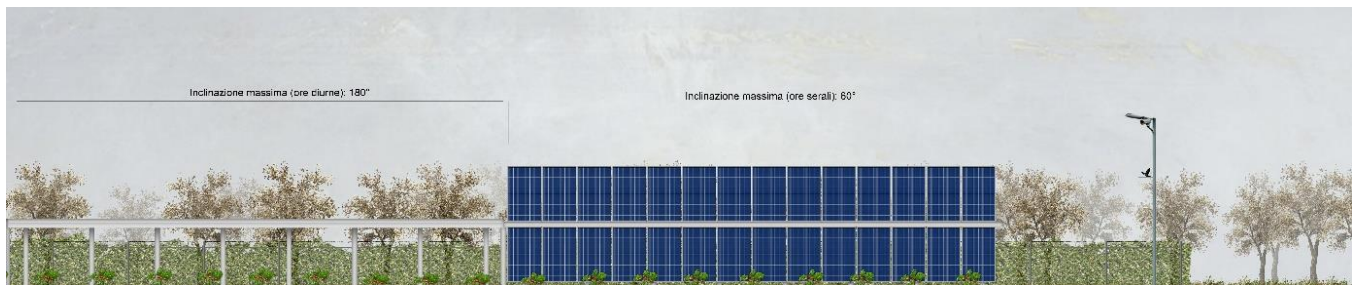 Inclinazione massima (ore diurne): 180°
Inclinazione massima (ore serali): 60°